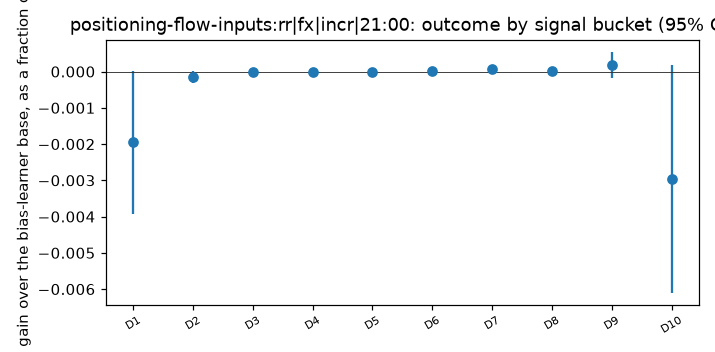 positioning-flow-inputs:rr|fx|incr|21:00: outcome by signal bucket (95%
gain over the bias-learner base, as a fraction
0.000
−0.001
−0.002
−0.003
−0.004
−0.005
−0.006
D1
D2
D3
D4
D5
D6
D7
D8
D9
D10